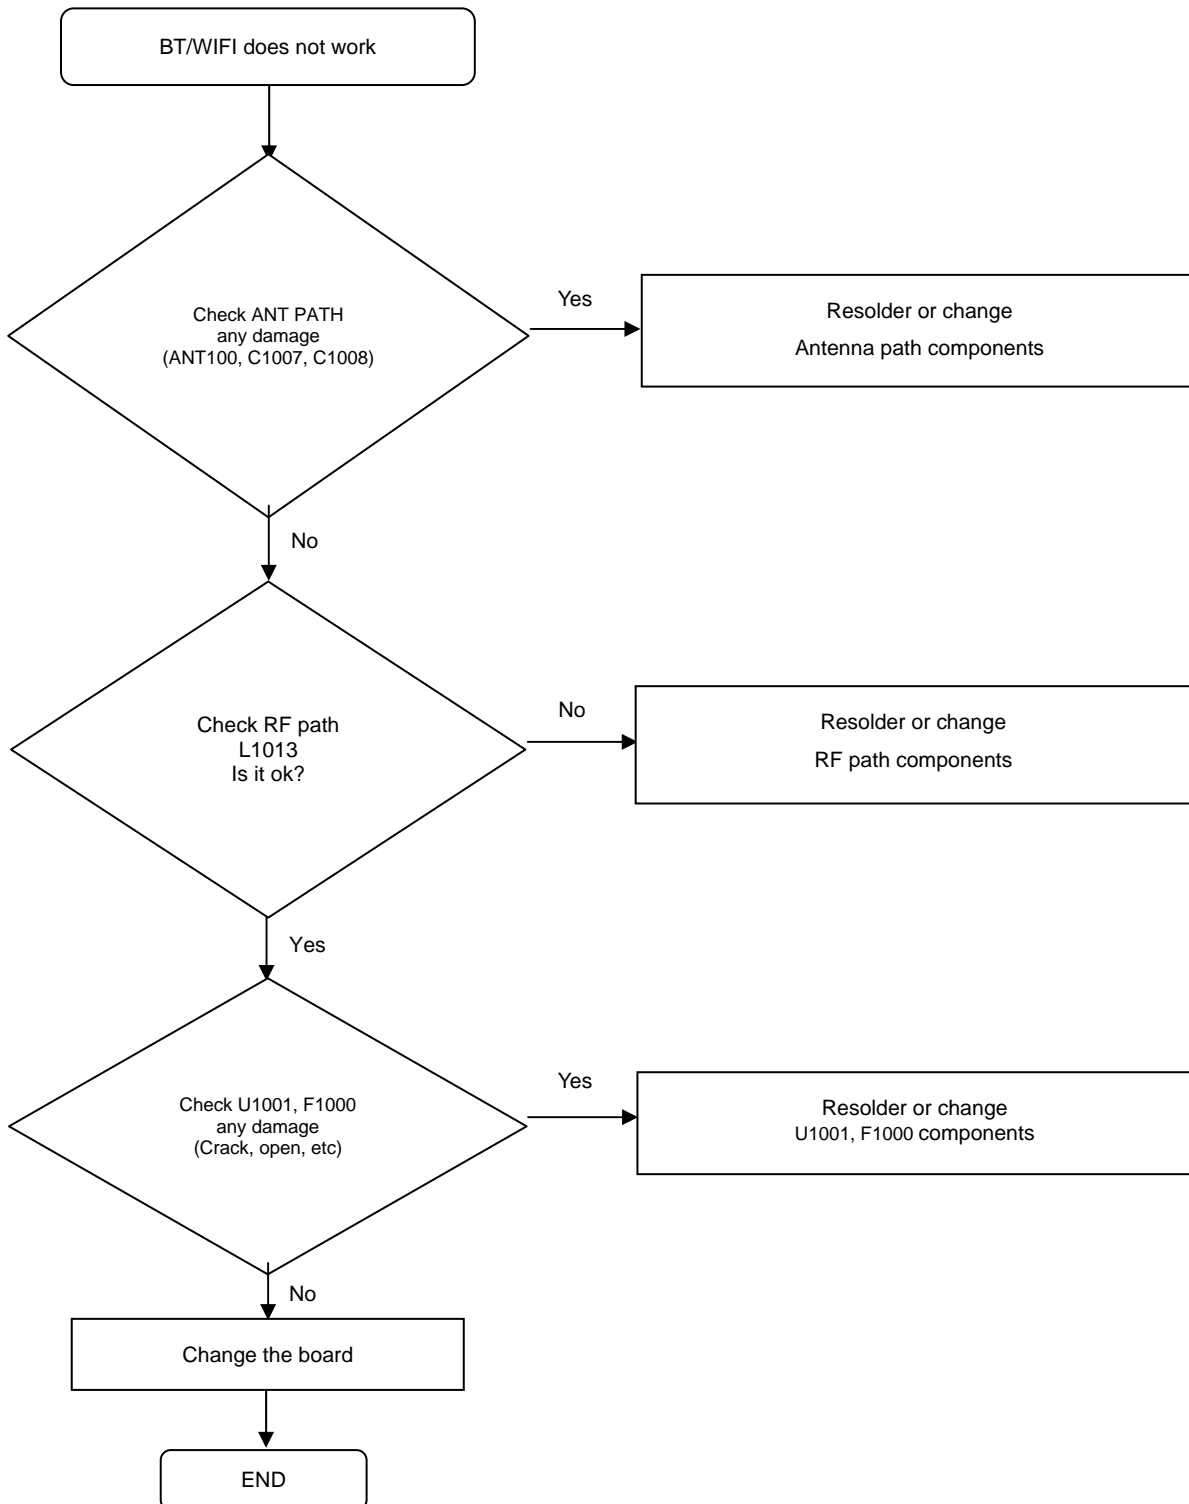 BT/WIFI does not work
Check ANT PATH
any damage
(ANT100, C1007, C1008)
Yes
Resolder or change
Antenna path components
No
Check RF path
L1013
Is it ok?
No
Resolder or change
RF path components
Yes
Check U1001, F1000
any damage
(Crack, open, etc)
Yes
Resolder or change
U1001, F1000 components
No
Change the board
END